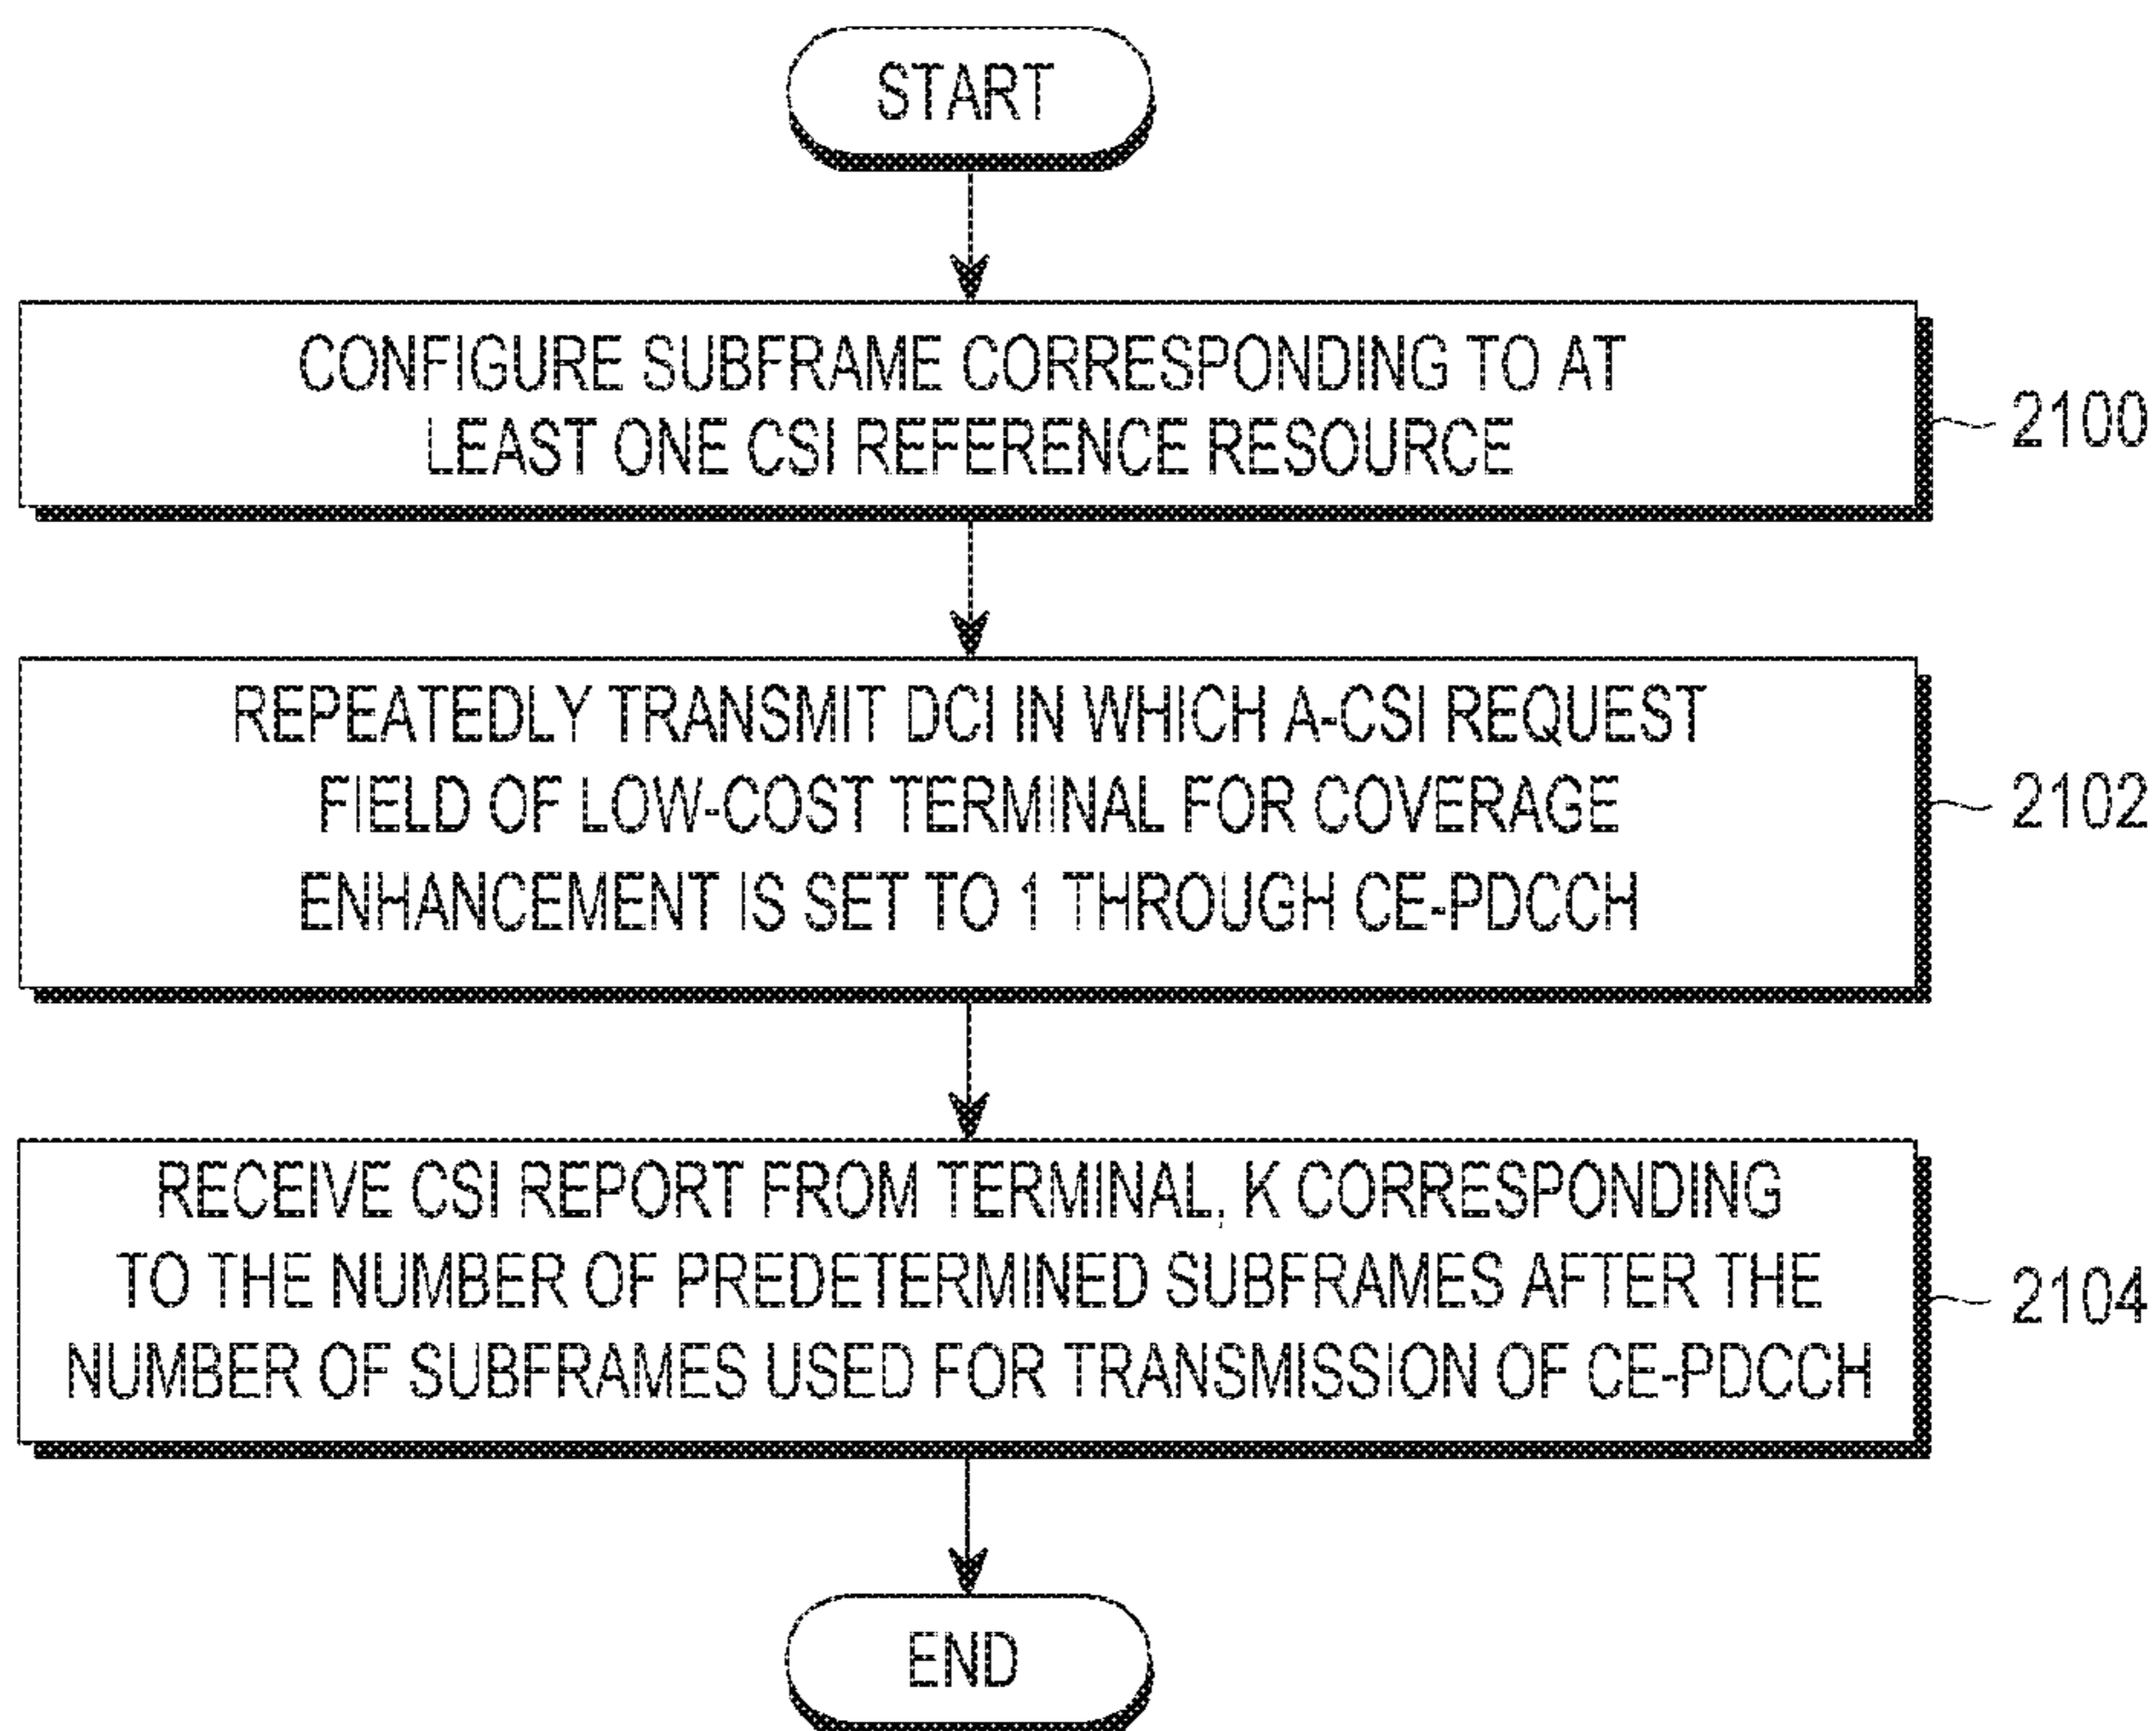 START
CONFIGURE SUBFRAME CORRESPONDING TO AT
LEAST ONE CSI REFERENCE RESOURCE
2100
REPEATEDLY TRANSMIT DCI IN WHICH A-CSI REQUEST
FIELD OF LOW-COST TERMINAL FOR COVERAGE
ENHANCEMENT IS SET TO 1 THROUGH CE-PDCCH
2102
RECEIVE CSI REPORT FROM TERMINAL, K CORRESPONDING
TO THE NUMBER OF PREDETERMINED SUBFRAMES AFTER THE
NUMBER OF SUBFRAMES USED FOR TRANSMISSION OF CE-PDCCH
2104
END